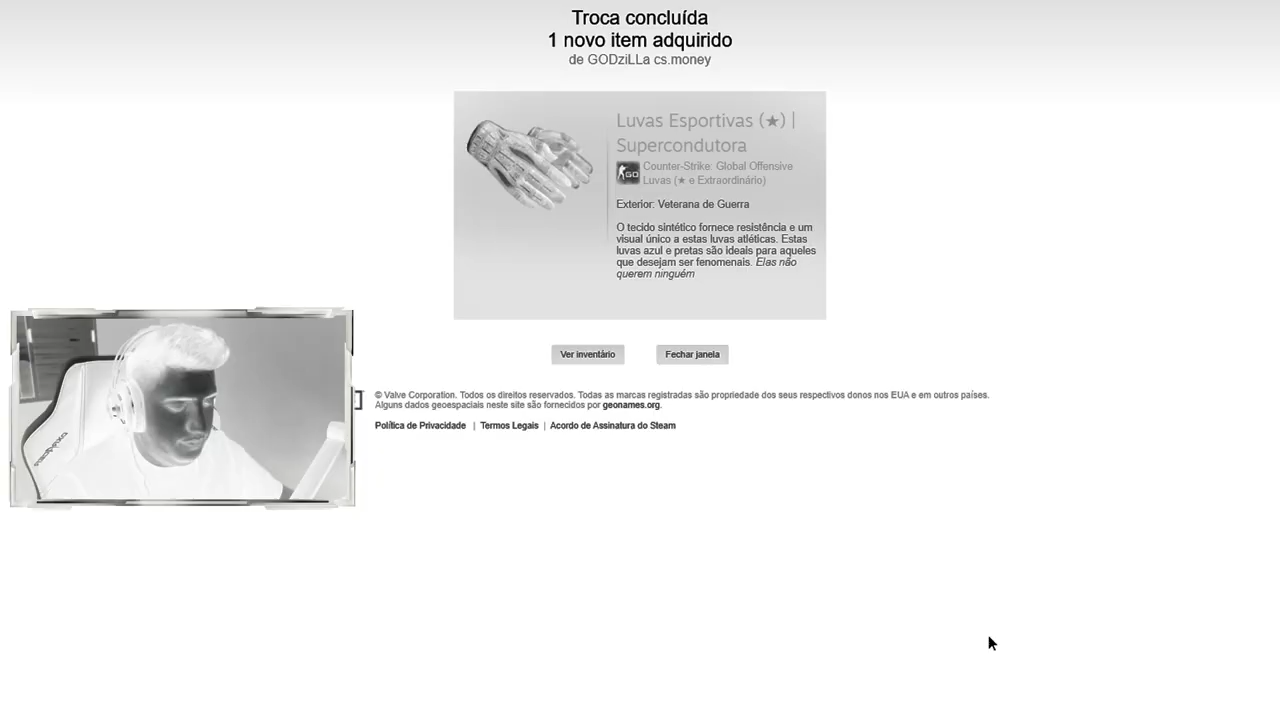 Troca concluída
1 novo item adquirido
de GODziLLa cs.money
Luvas Esportivas (★) |
Supercondutora
GO
Counter-Strike: Global Offensive
Luvas (★ e Extraordinário)
Exterior: Veterana de Guerra
O tecido sintético fornece resistência e um
visual único a estas luvas atléticas. Estas
luvas azul e pretas são ideais para aqueles
que desejam ser fenomenais. Elas não
querem ninguém
Ver inventário
Fechar janela
© Valve Corporation. Todos os direitos reservados. Todas as marcas registradas são propriedade dos seus respectivos donos nos EUA e em outros países.
Alguns dados geoespaciais neste site são fornecidos por geonames.org.
Política de Privacidade | Termos Legais | Acordo de Assinatura do Steam